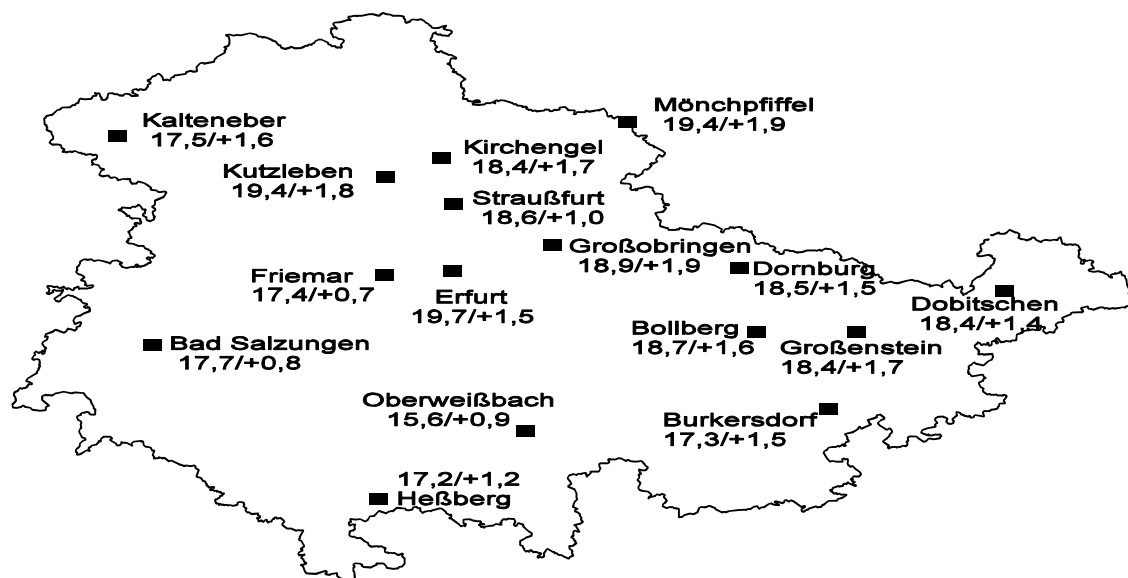 Mönchpfiffel
19,4/+1,9
Kalteneber
17,5/+1,6
Kirchengel
18,4/+1,7
Kutzleben
19,4/+1,8
Straußfurt
18,6/+1,0
Großobringen
18,9/+1,9
Friemar
17,4/+0,7
Erfurt
19,7/+1,5
Dornburg
18,5/+1,5
Dobitschen
18,4/+1,4
Bad Salzungen
17,7/+0,8
Bollberg
18,7/+1,6
Großenstein
18,4/+1,7
Oberweißbach
15,6/+0,9
Burkersdorf
17,3/+1,5
17,2/+1,2
Heßberg